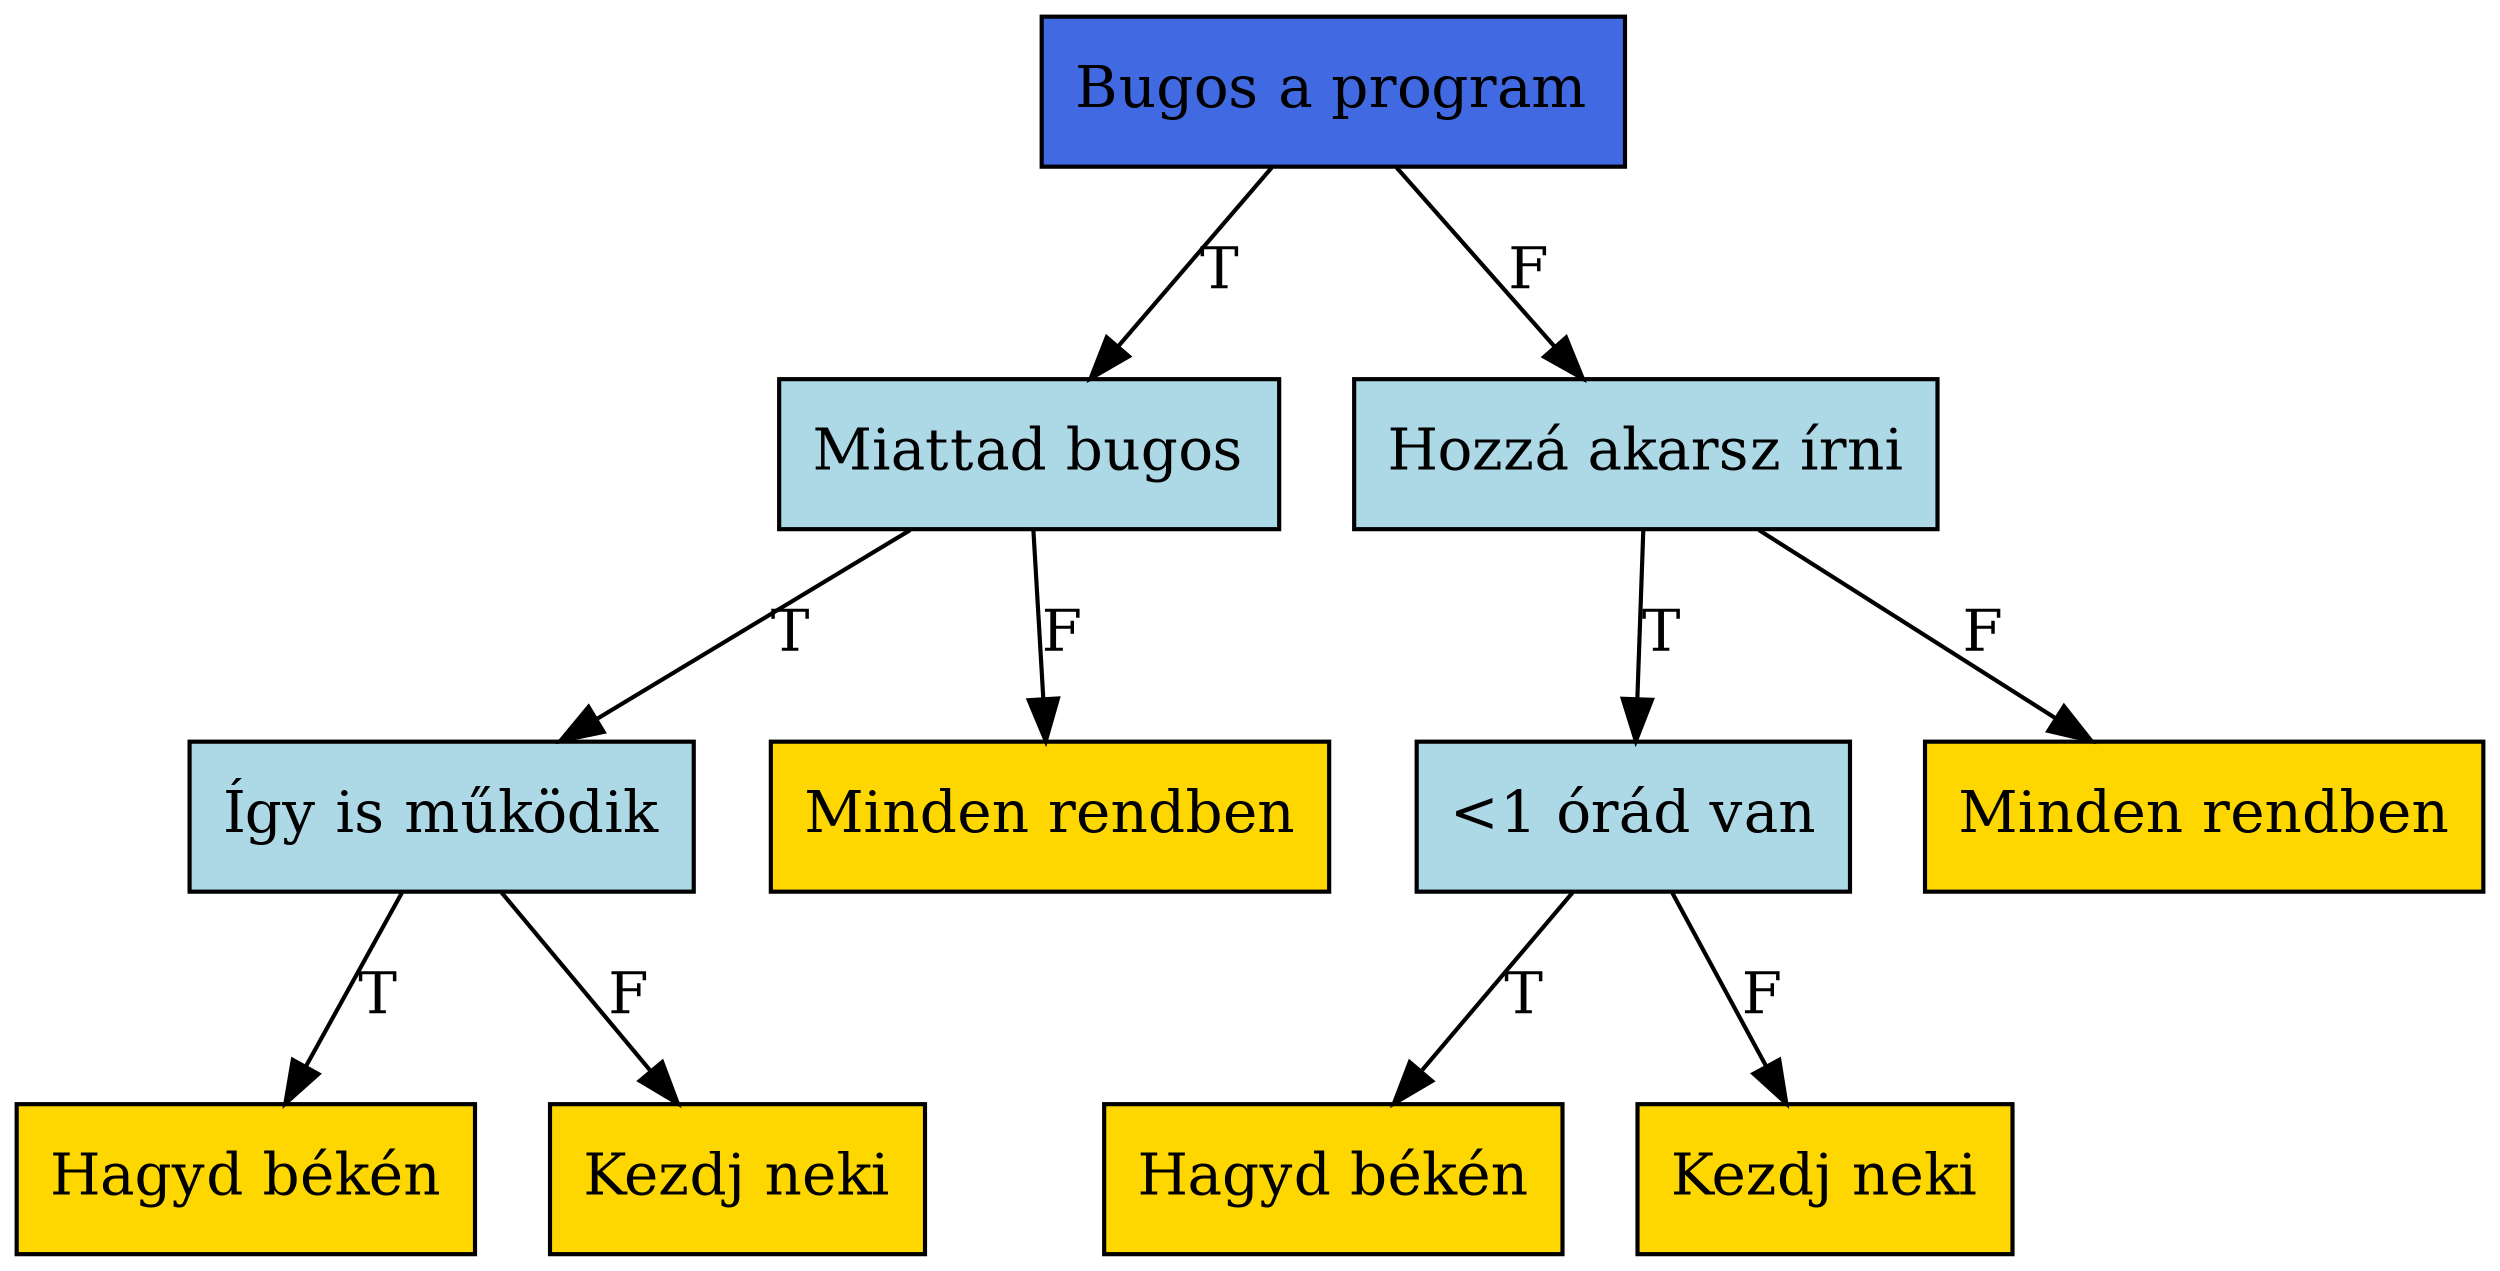 Bugos a program
T
F
Miattad bugos
Hozzá akarsz írni
T
F
T
F
Így is működik
Minden rendben
<1 órád van
Minden rendben
T
F
T
F
Hagyd békén
Kezdj neki
Hagyd békén
Kezdj neki